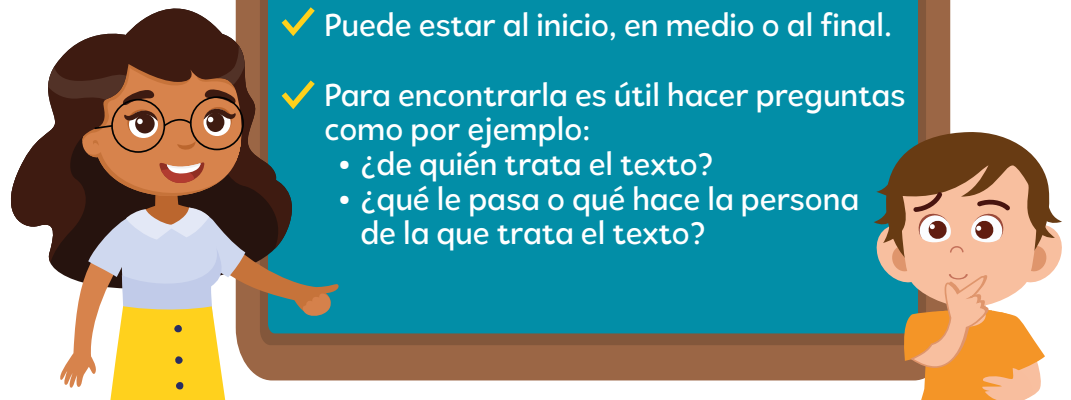 Puede estar al inicio, en medio o al final.
Para encontrarla es útil hacer preguntas
como por ejemplo:
• ¿de quién trata el texto?
• ¿qué le pasa o qué hace la persona
de la que trata el texto?